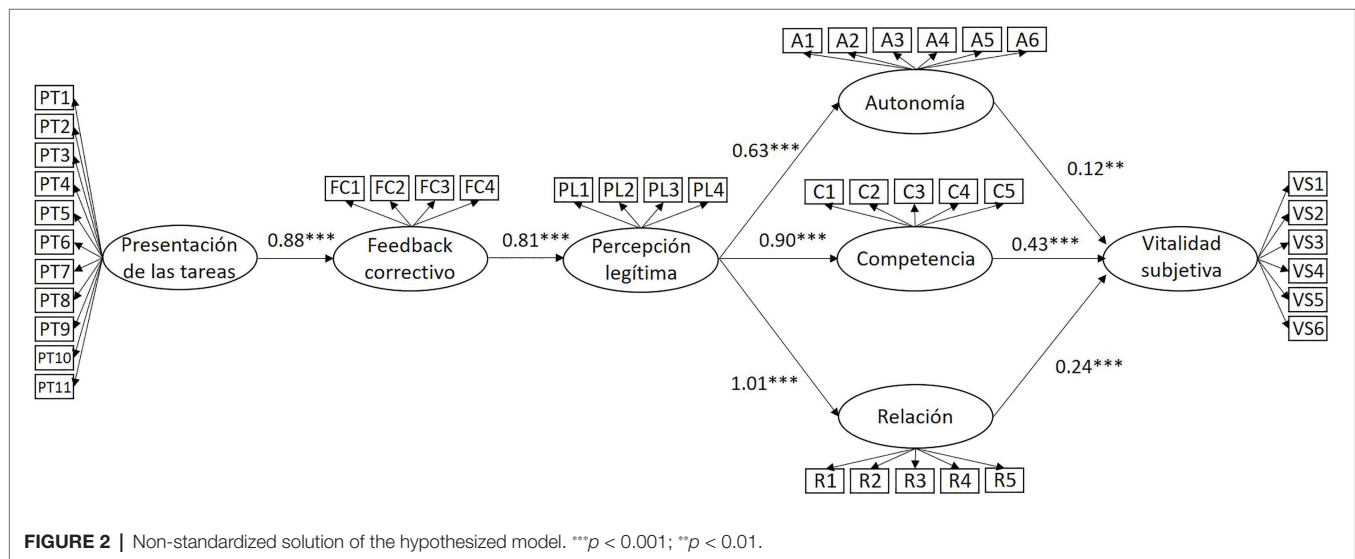 A1 A2 A3 A4 A5 A6
Autonomía
PT1
PT2
PT3
PT4
PT5
PT6
PT7
PT8
PT9
PT10
PT11
Presentación
de las tareas
0.88***
FC1 FC2 FC3 FC4
Feedback
correctivo
0.81***
PL1 PL2 PL3 PL4
Percepción
legítima
0.63***
0.90***
1.01***
C1 C2 C3 C4 C5
Competencia
Relación
R1 R2 R3 R4 R5
0.12**
0.43***
0.24***
Vitalidad
subjetiva
VS1
VS2
VS3
VS4
VS5
VS6
FIGURE 2 | Non-standardized solution of the hypothesized model. ***p < 0.001; **p < 0.01.